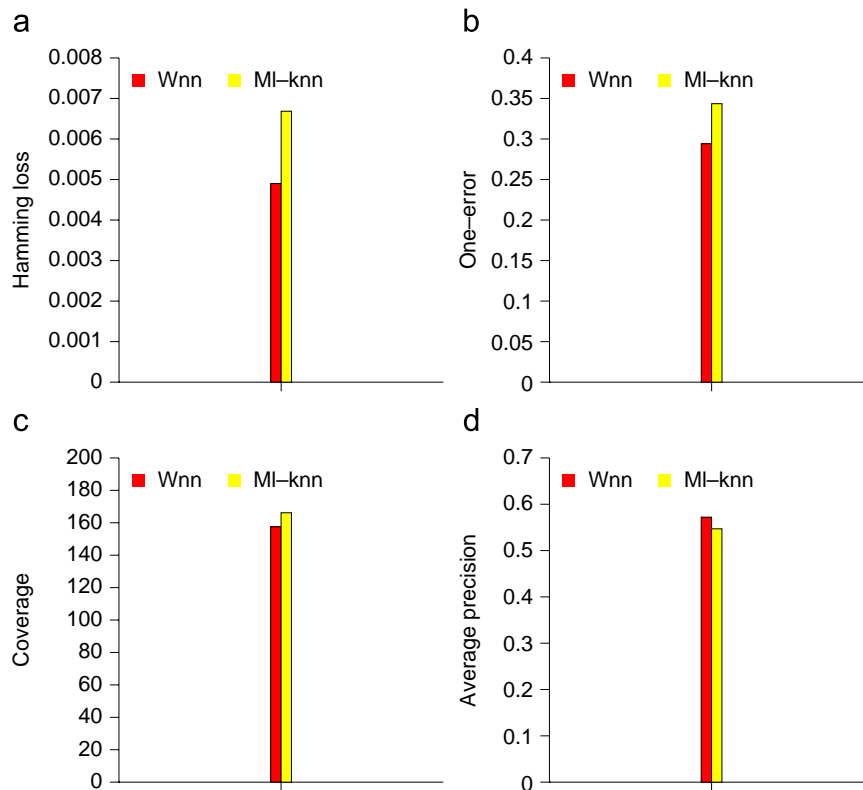 a
0.008
Wnn
Ml–knn
0.007
0.006
0.005
0.004
0.003
0.002
0.001
0
Hamming loss
b
0.4
Wnn
Ml–knn
0.35
0.3
0.25
0.2
0.15
0.1
0.05
0
One–error
c
200
Wnn
Ml–knn
180
160
140
120
100
80
60
40
20
0
Coverage
d
0.7
Wnn
Ml–knn
0.6
0.5
0.4
0.3
0.2
0.1
0
Average precision